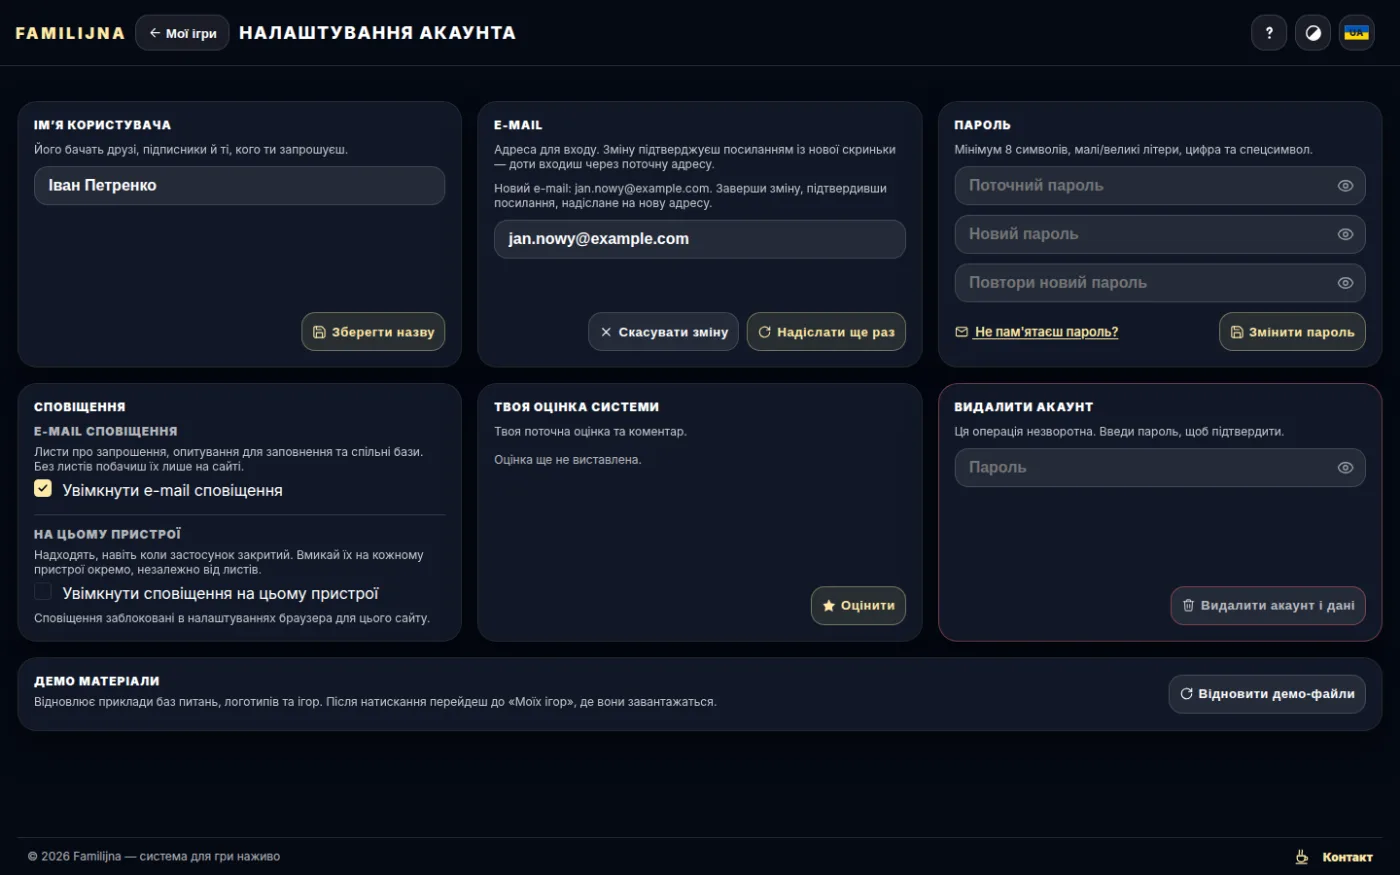 FAMILIJNA
← Мої ігри
НАЛАШТУВАННЯ АКАУНТА
?
UA
ІМ’Я КОРИСТУВАЧА
Його бачать друзі, підписники й ті, кого ти запрошуєш.
Іван Петренко
Зберегти назву
E-MAIL
Адреса для входу. Зміну підтверджуєш посиланням із нової скриньки
— доти входиш через поточну адресу.
Новий e-mail: jan.nowy@example.com. Заверши зміну, підтвердивши
посилання, надіслане на нову адресу.
jan.nowy@example.com
Скасувати зміну
Надіслати ще раз
ПАРОЛЬ
Мінімум 8 символів, малі/великі літери, цифра та спецсимвол.
Поточний пароль
Новий пароль
Повтори новий пароль
Не пам'ятаєш пароль?
Змінити пароль
СПОВІЩЕННЯ
E-MAIL СПОВІЩЕННЯ
Листи про запрошення, опитування для заповнення та спільні бази.
Без листів побачиш їх лише на сайті.
Увімкнути e-mail сповіщення
НА ЦЬОМУ ПРИСТРОЇ
Надходять, навіть коли застосунок закритий. Вмикай їх на кожному
пристрої окремо, незалежно від листів.
Увімкнути сповіщення на цьому пристрої
Сповіщення заблоковані в налаштуваннях браузера для цього сайту.
ТВОЯ ОЦІНКА СИСТЕМИ
Твоя поточна оцінка та коментар.
Оцінка ще не виставлена.
Оцінити
ВИДАЛИТИ АКАУНТ
Ця операція незворотна. Введи пароль, щоб підтвердити.
Пароль
Видалити акаунт і дані
ДЕМО МАТЕРІАЛИ
Відновлює приклади баз питань, логотипів та ігор. Після натискання перейдеш до «Моїх ігор», де вони завантажаться.
Відновити демо-файли
© 2026 Familijna — система для гри наживо
Контакт